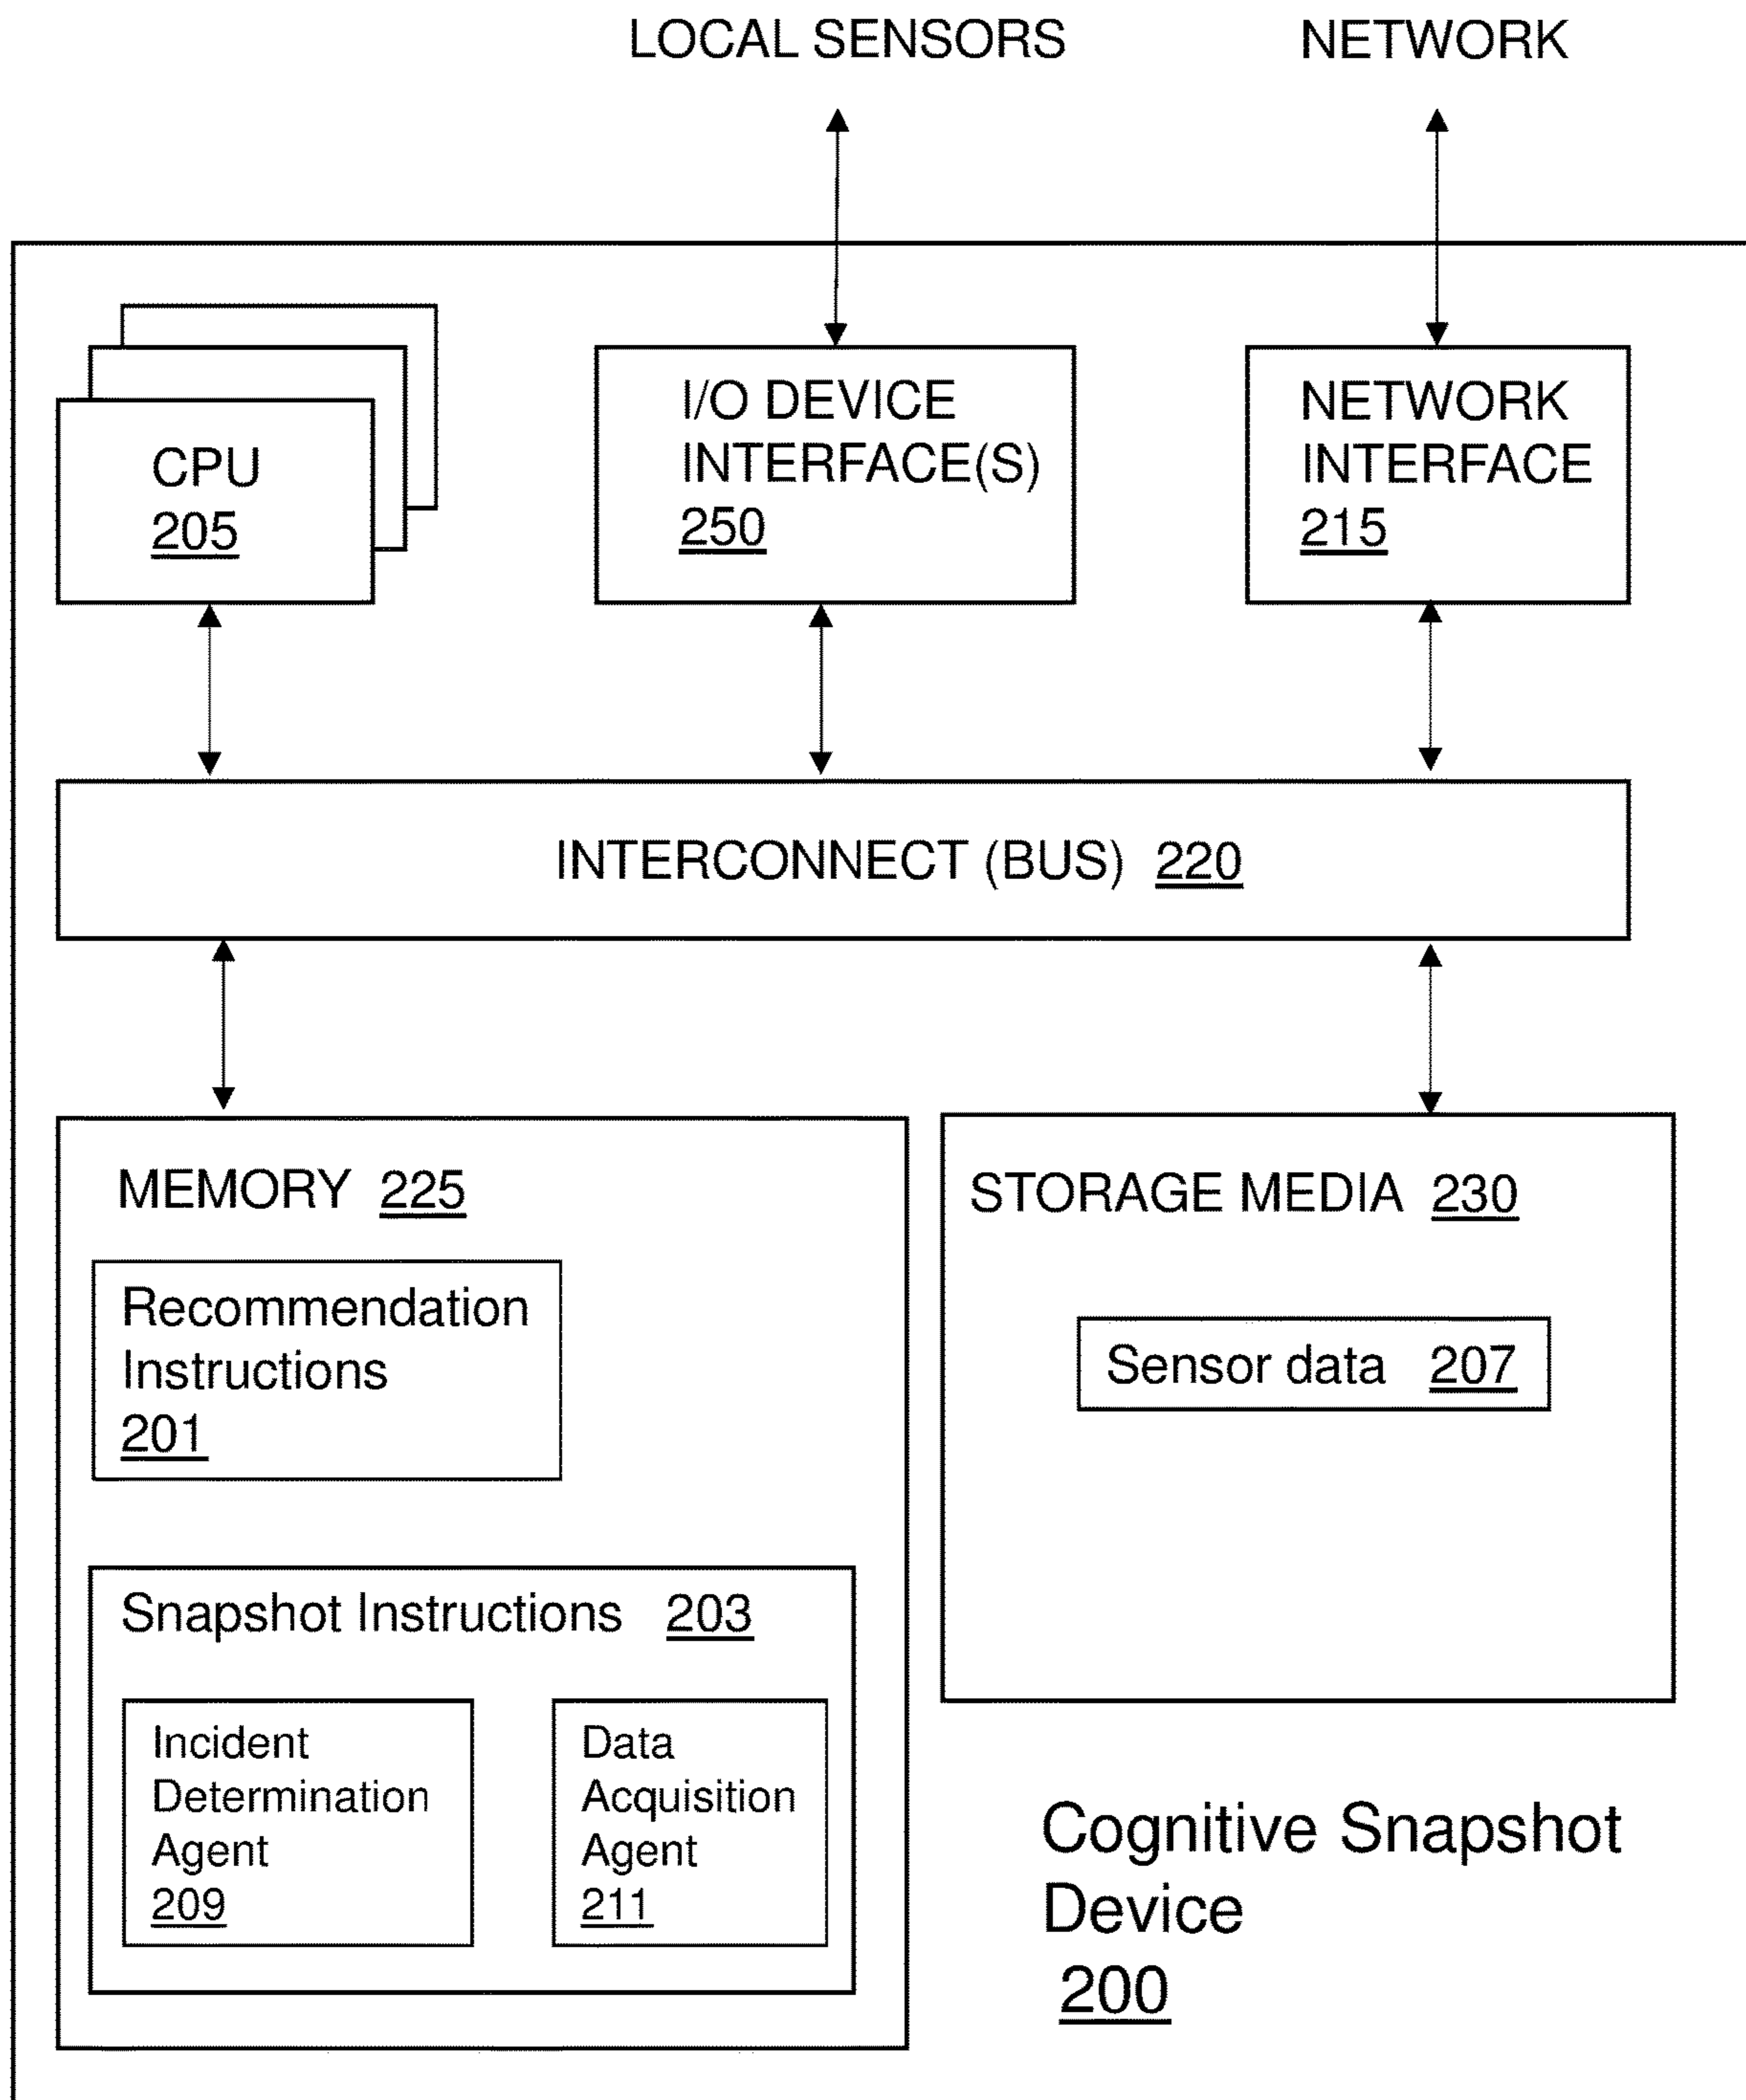 LOCAL SENSORS
NETWORK
CPU
205
I/O DEVICE
INTERFACE(S)
250
NETWORK
INTERFACE
215
INTERCONNECT (BUS) 220
MEMORY 225
Recommendation
Instructions
201
Snapshot Instructions 203
Incident
Determination
Agent
209
Data
Acquisition
Agent
211
STORAGE MEDIA 230
Sensor data 207
Cognitive Snapshot
Device
200